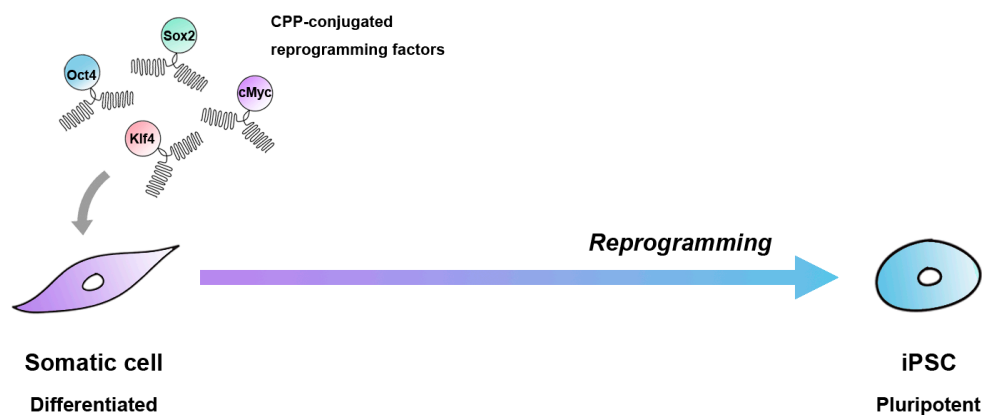 CPP-conjugated
reprogramming factors
Sox2
Oct4
cMyc
Klf4
Reprogramming
Somatic cell
Differentiated
iPSC
Pluripotent